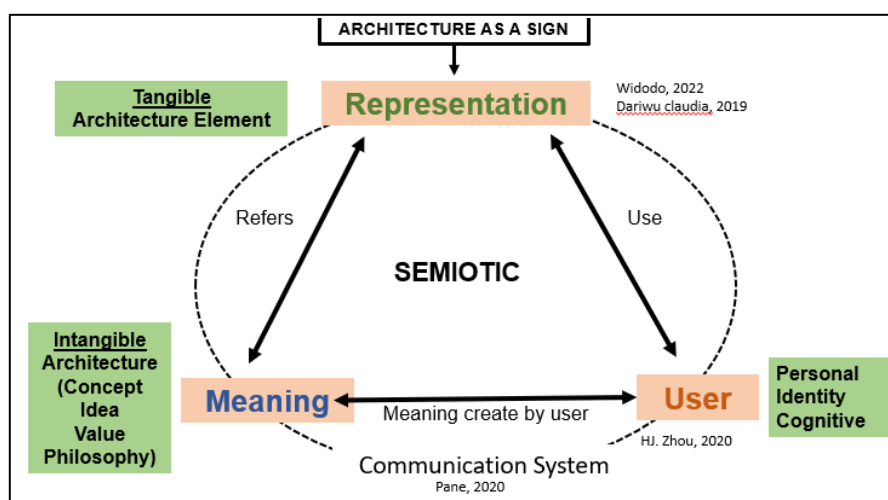 ARCHITECTURE AS A SIGN
Tangible
Architecture Element
Representation
Widodo, 2022
Dariwu claudia, 2019
Refers
Use
SEMIOTIC
Intangible
Architecture
(Concept
Idea
Value
Philosophy)
Meaning
Meaning create by user
User
Personal
Identity
Cognitive
HJ. Zhou, 2020
Communication System
Pane, 2020